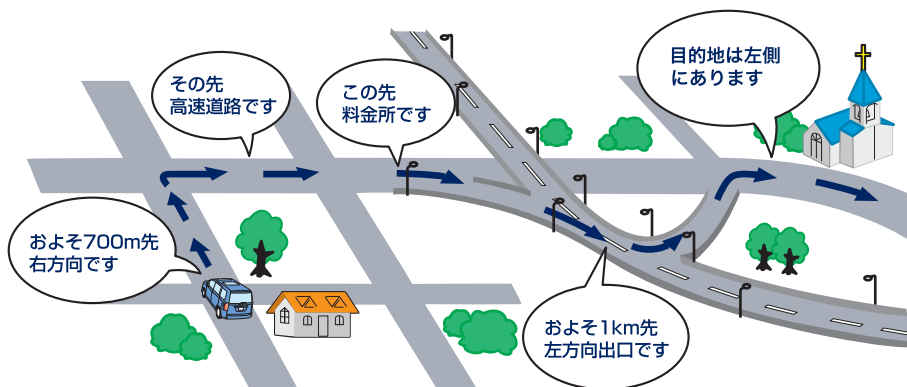 およそ700m先
右方向です
その先
高速道路です
この先
料金所です
およそ1km先
左方向出口です
目的地は左側
にあります